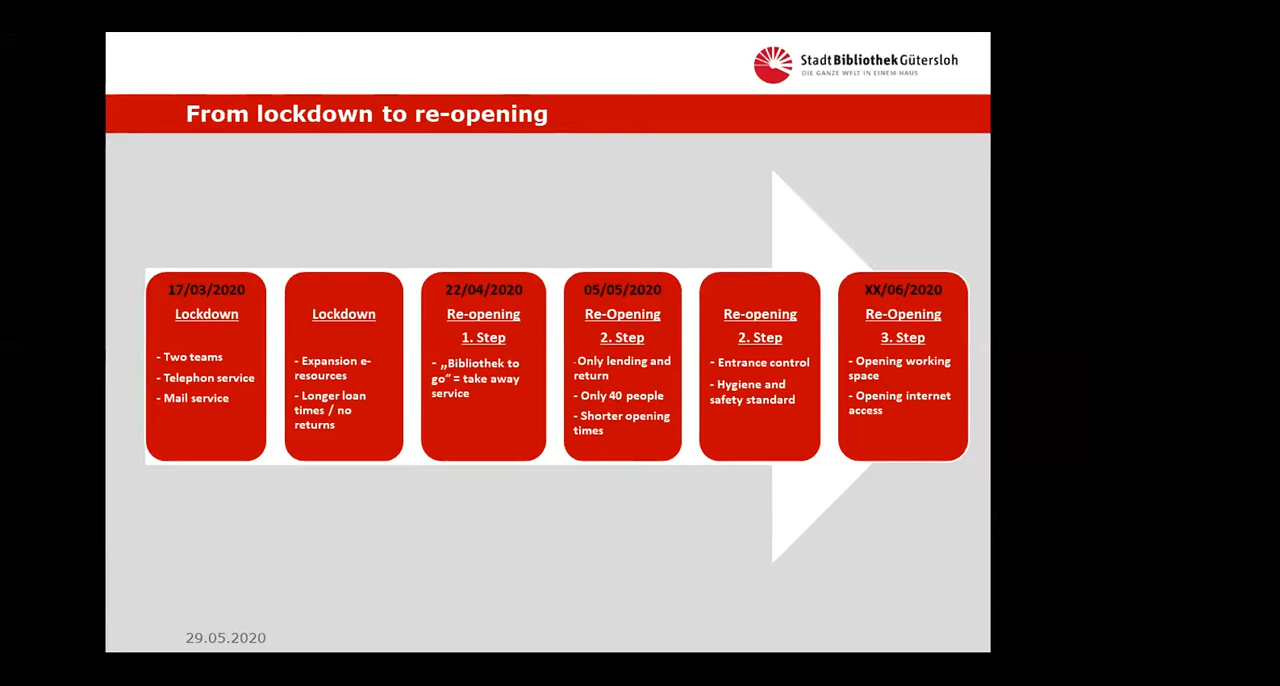 StadtBibliothekGütersloh
DIE GANZE WELT IN EINEM HAUS
From lockdown to re-opening
17/03/2020
Lockdown
- Two teams
- Telephon service
- Mail service
Lockdown
- Expansion e-
resources
- Longer loan
times / no
returns
22/04/2020
Re-opening
1. Step
- „Bibliothek to
go“ = take away
service
05/05/2020
Re-Opening
2. Step
-Only lending and
return
- Only 40 people
- Shorter opening
times
Re-opening
2. Step
- Entrance control
- Hygiene and
safety standard
XX/06/2020
Re-Opening
3. Step
- Opening working
space
- Opening internet
access
29.05.2020